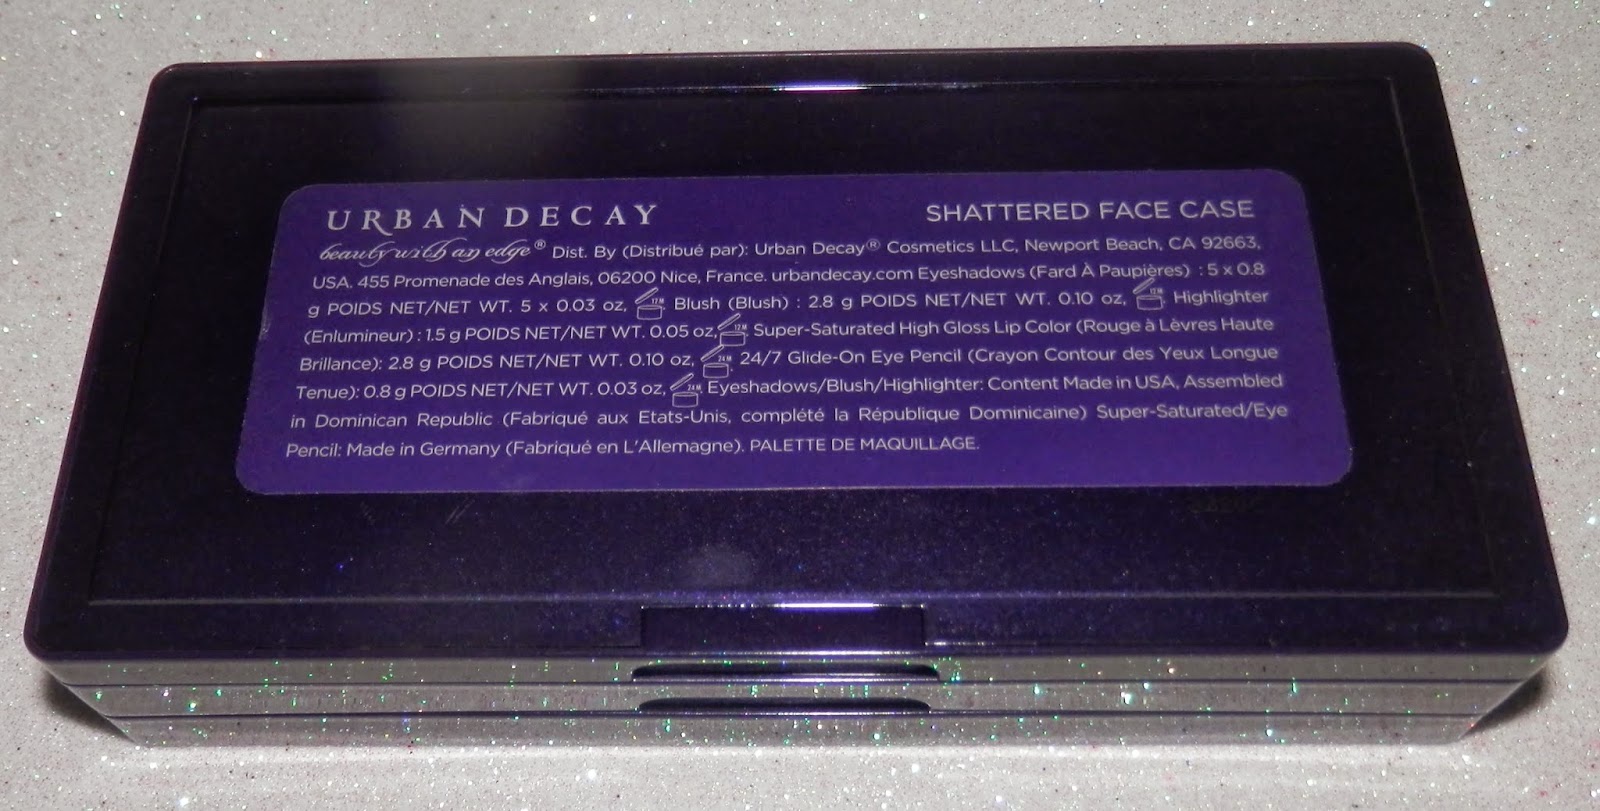 URBAN DECAY SHATTERED FACE CASE
beauty with an edge® Dist. By (Distribué par): Urban Decay® Cosmetics LLC, Newport Beach, CA 92663,
USA. 455 Promenade des Anglais, 06200 Nice, France. urbandecay.com Eyeshadows (Fard À Paupières) : 5 x 0.8
g POIDS NET/NET WT. 5 x 0.03 oz, 12M Blush (Blush) : 2.8 g POIDS NET/NET WT. 0.10 oz, 12M Highlighter
(Enlumineur) : 1.5 g POIDS NET/NET WT. 0.05 oz, 12M Super-Saturated High Gloss Lip Color (Rouge à Lèvres Haute
Brillance): 2.8 g POIDS NET/NET WT. 0.10 oz, 24M 24/7 Glide-On Eye Pencil (Crayon Contour des Yeux Longue
Tenue): 0.8 g POIDS NET/NET WT. 0.03 oz, 24M Eyeshadows/Blush/Highlighter: Content Made in USA, Assembled
in Dominican Republic (Fabriqué aux Etats-Unis, complété la République Dominicaine) Super-Saturated/Eye
Pencil: Made in Germany (Fabriqué en L'Allemagne). PALETTE DE MAQUILLAGE.